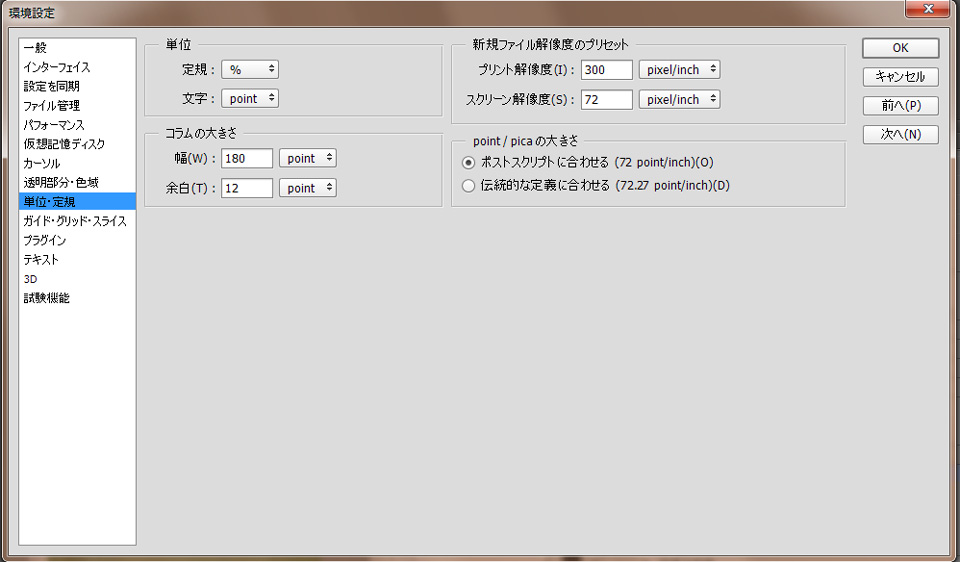 環境設定
一般
インターフェイス
設定を同期
ファイル管理
パフォーマンス
仮想記憶ディスク
カーソル
透明部分・色域
単位・定規
ガイド・グリッド・スライス
プラグイン
テキスト
3D
試験機能
単位
定規： %
文字： point
コラムの大きさ
幅(W)： 180 point
余白(T)： 12 point
新規ファイル解像度のプリセット
プリント解像度(I)： 300 pixel/inch
スクリーン解像度(S)： 72 pixel/inch
point / pica の大きさ
ポストスクリプトに合わせる (72 point/inch)(O)
伝統的な定義に合わせる (72.27 point/inch)(D)
OK
キャンセル
前へ(P)
次へ(N)